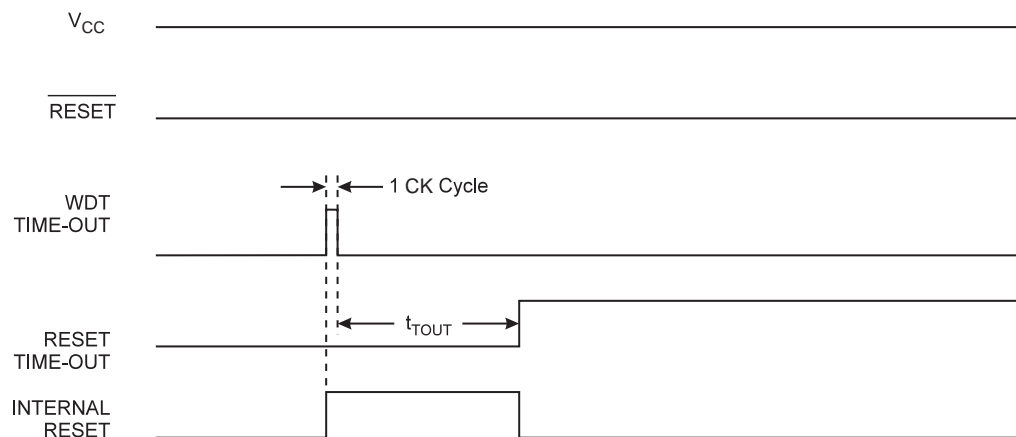 VCC
RESET
1 CK Cycle
WDT
TIME-OUT
tTOUT
RESET
TIME-OUT
INTERNAL
RESET